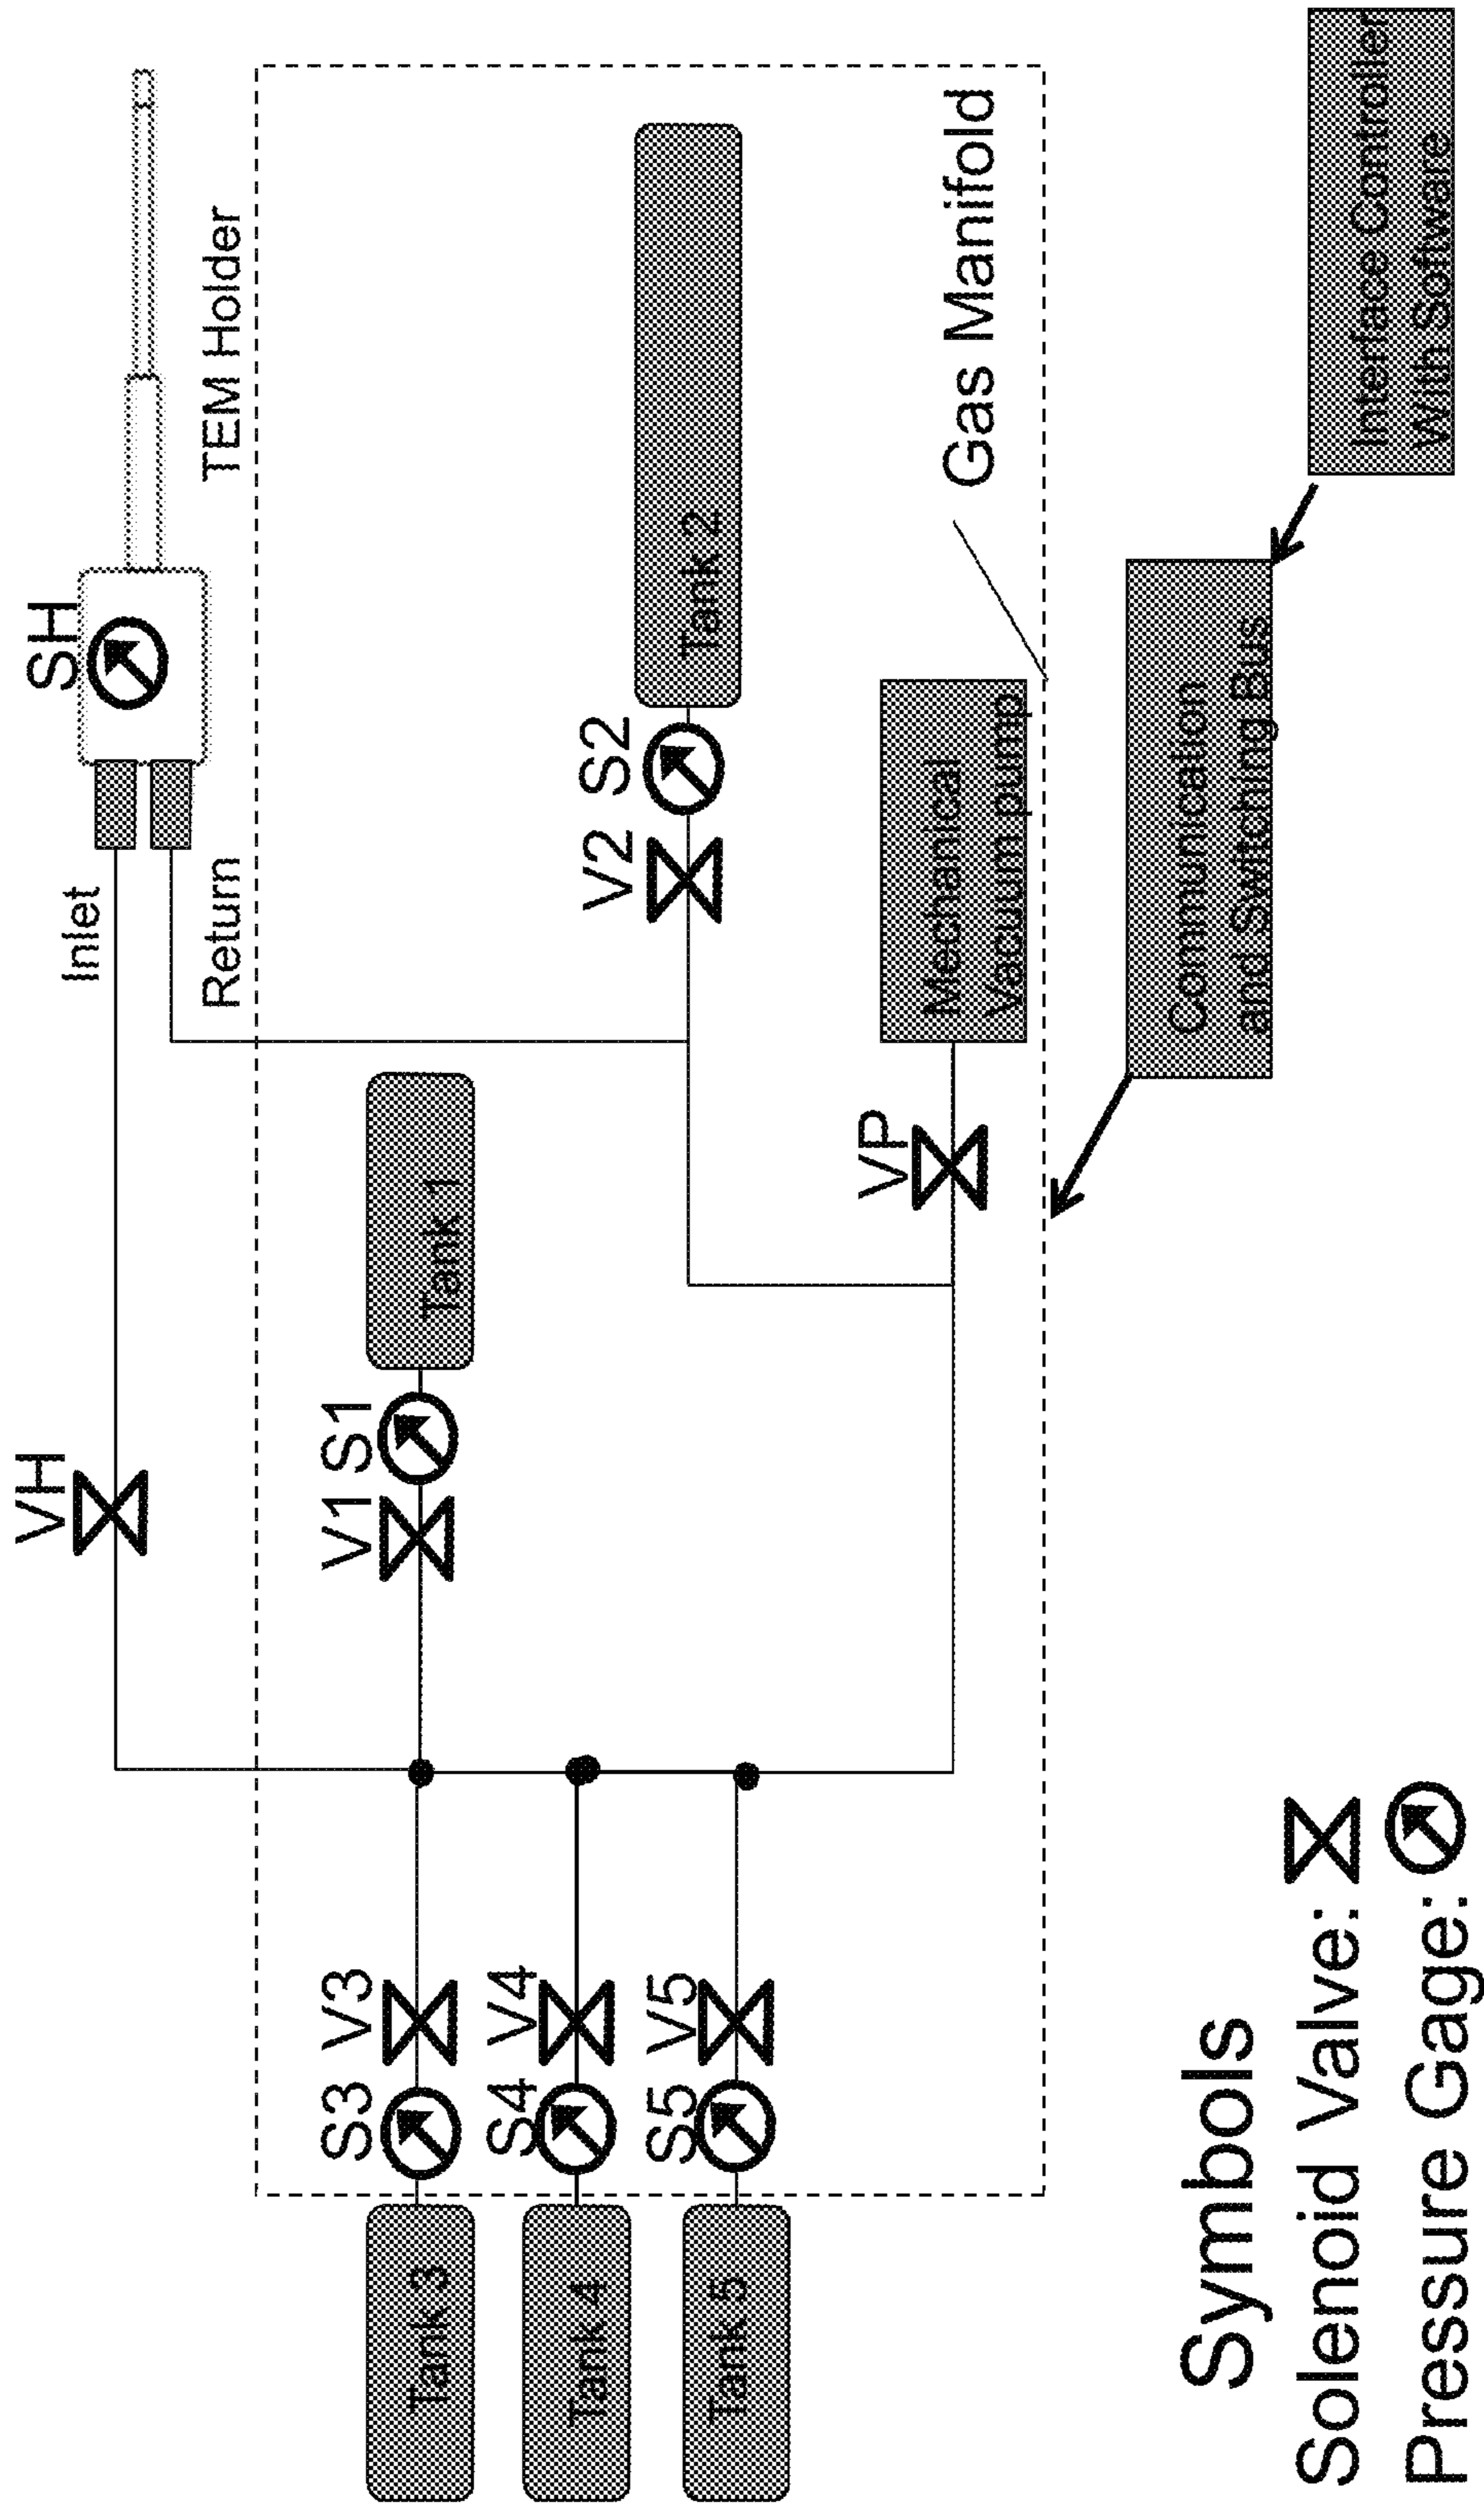 SH
VH
Inlet
TEM Holder
Return
S3
V3
V1
S1
Tank 3
Tank 1
S4
V4
Tank 4
V2
S2
S5
V5
Tank 5
Tank 2
VP
Mechanical
Vacuum pump
Gas Manifold
Communication
and Switching Bus
Interface Controller
With Software
Symbols
Solenoid Valve:
Pressure Gage: